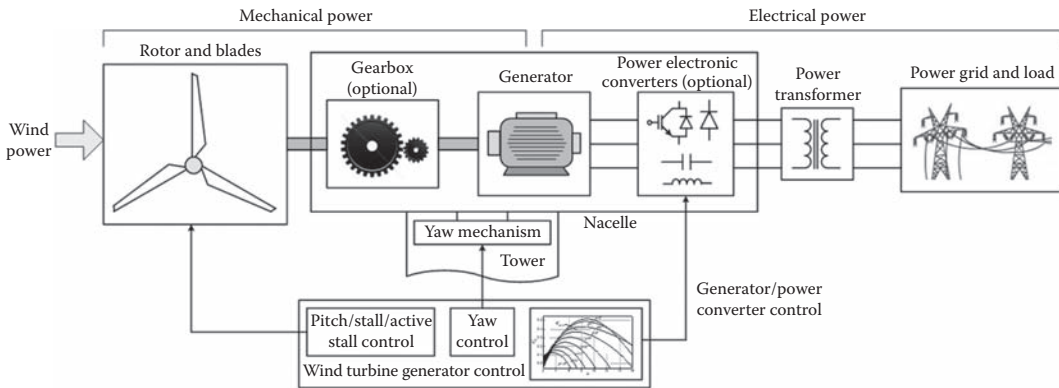 Mechanical power
Electrical power
Rotor and blades
Gearbox
(optional)
Generator
Power electronic
converters (optional)
Power
transformer
Power grid and load
Wind
power
Nacelle
Yaw mechanism
Tower
Generator/power
converter control
Pitch/stall/active
stall control
Yaw
control
Wind turbine generator control